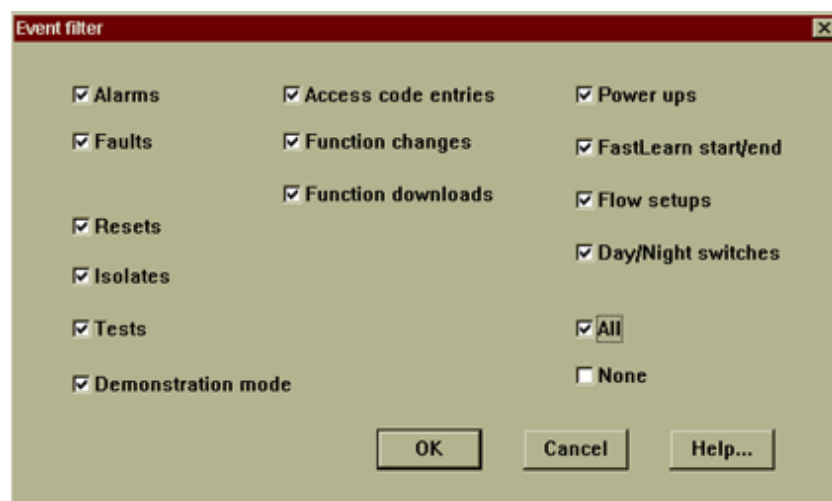 Event filter
Alarms
Access code entries
Power ups
Faults
Function changes
FastLearn start/end
Function downloads
Flow setups
Resets
Day/Night switches
Isolates
Tests
All
Demonstration mode
None
OK
Cancel
Help...